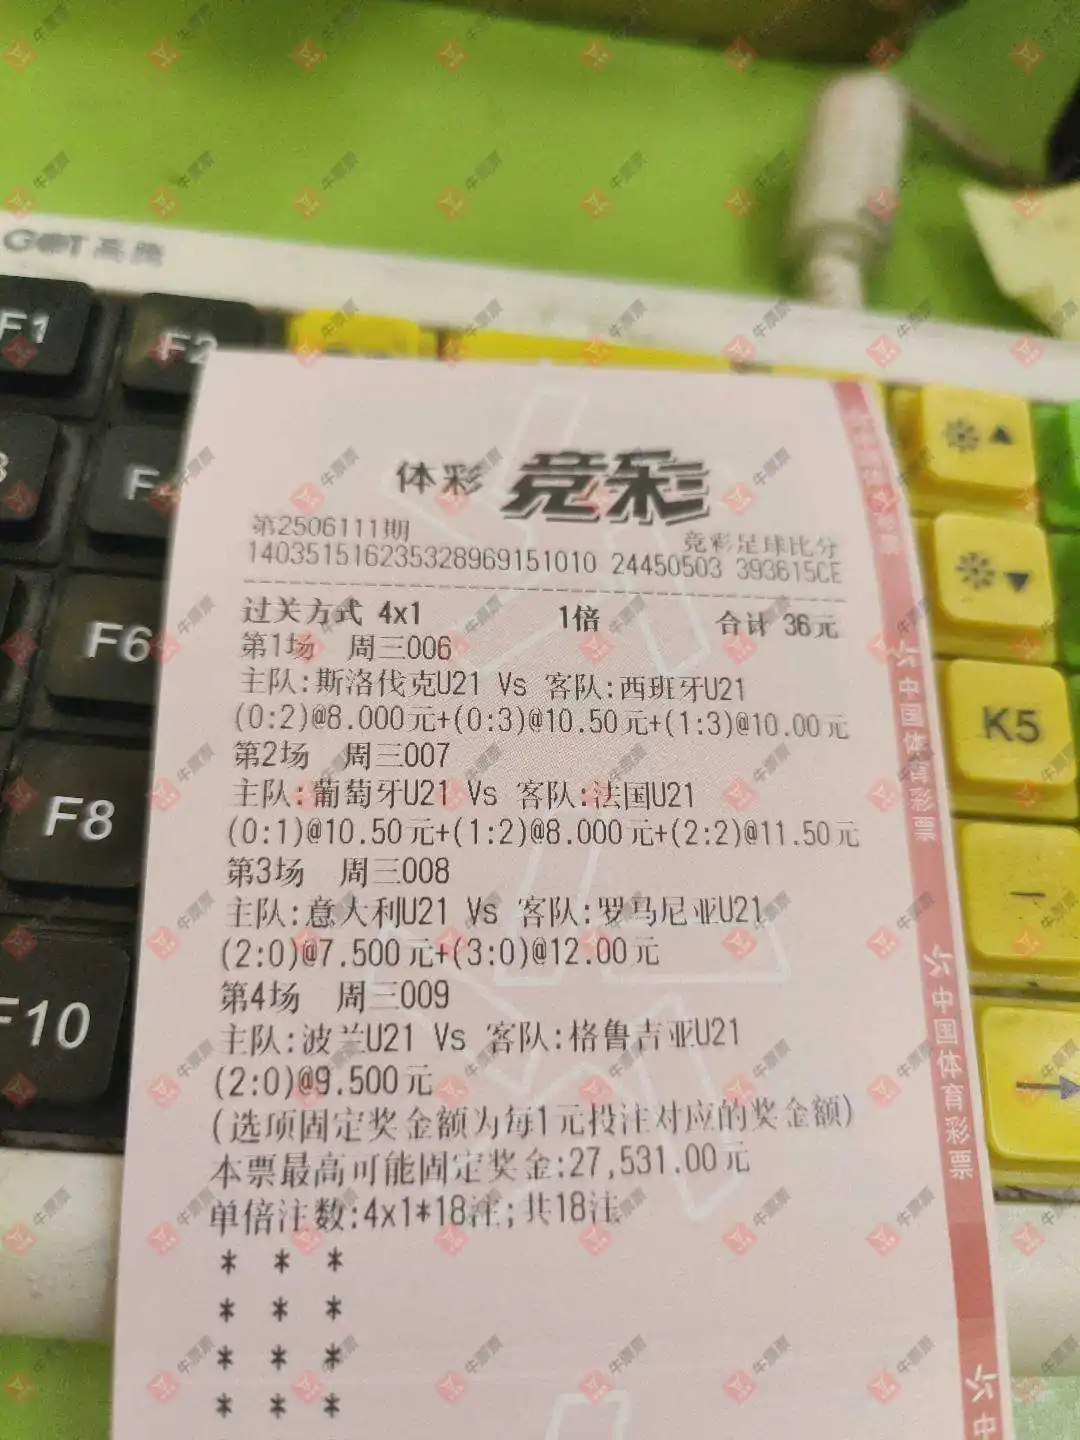 GOT 高腾
F1
F2
F6
F8
F10
K5
体彩 竞彩
第2506111期
竞彩足球比分
140351516235328969151010 24450503 393615CE
过关方式 4x1 1倍 合计 36元
第1场 周三006
主队:斯洛伐克U21 Vs 客队:西班牙U21
(0:2)@8.000元+(0:3)@10.50元+(1:3)@10.00元
第2场 周三007
主队:葡萄牙U21 Vs 客队:法国U21
(0:1)@10.50元+(1:2)@8.000元+(2:2)@11.50元
第3场 周三008
主队:意大利U21 Vs 客队:罗马尼亚U21
(2:0)@7.500元+(3:0)@12.00元
第4场 周三009
主队:波兰U21 Vs 客队:格鲁吉亚U21
(2:0)@9.500元
(选项固定奖金额为每1元投注对应的奖金额)
本票最高可能固定奖金:27,531.00元
单倍注数:4x1*18注;共18注
* * *
* * *
* * *
* * *
中国体育彩票
中国体育彩票
牛票票